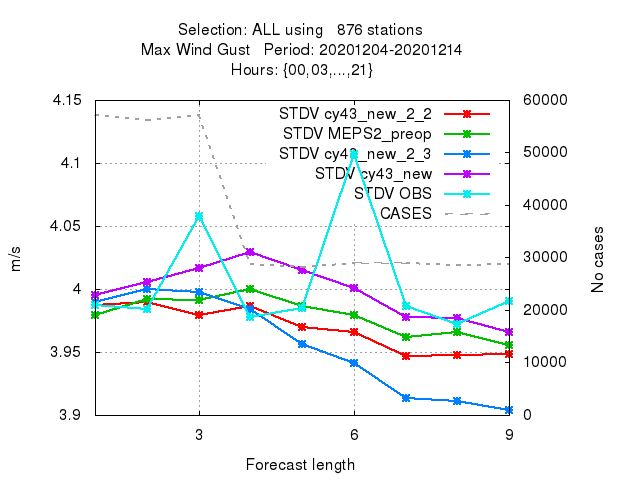 Selection: ALL using 876 stations
Max Wind Gust Period: 20201204-20201214
Hours: {00,03,...,21}
4.15
4.1
4.05
4
3.95
3.9
m/s
60000
50000
40000
30000
20000
10000
0
No cases
STDV cy43_new_2_2
STDV MEPS2_preop
STDV cy43_new_2_3
STDV cy43_new
STDV OBS
CASES
3
6
9
Forecast length